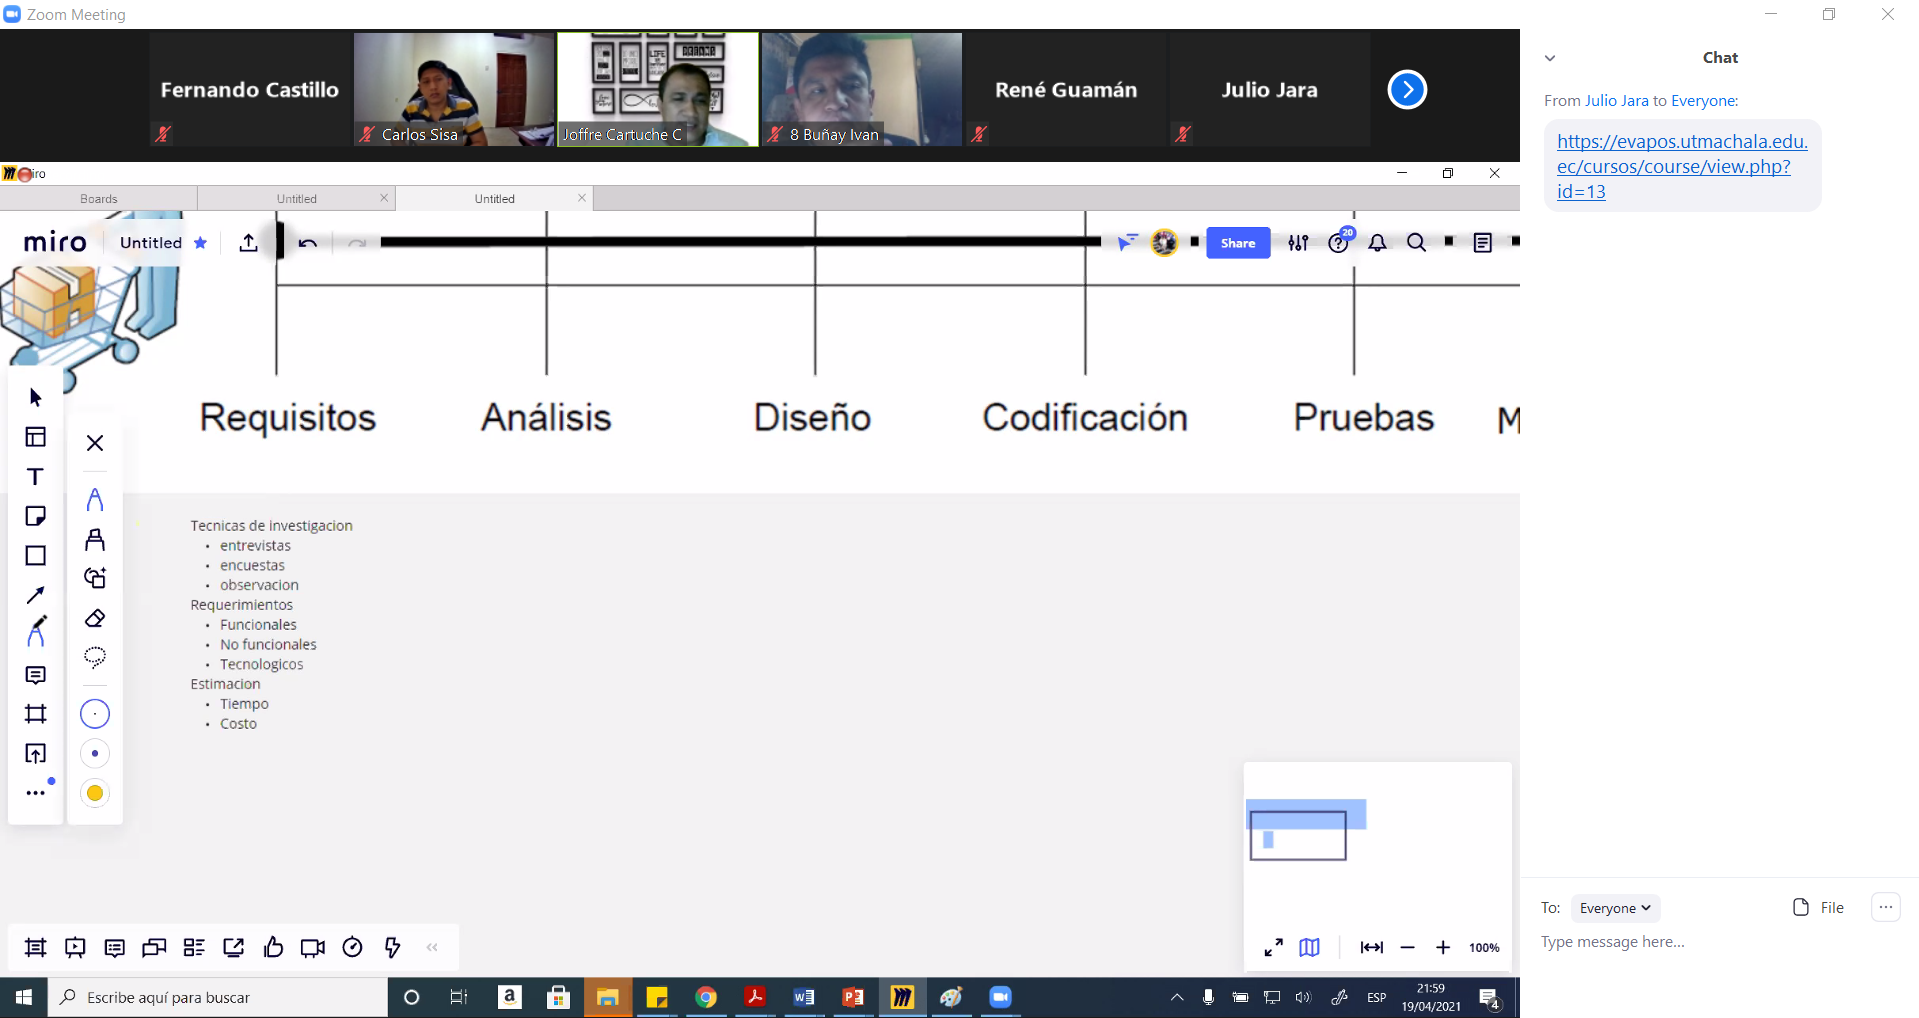 Zoom Meeting
Fernando Castillo
Carlos Sisa
Joffre Cartuche C
8 Buñay Ivan
René Guamán
Julio Jara
iro
Boards
Untitled
Untitled
miro
Untitled
Share
20
Requisitos
Análisis
Diseño
Codificación
Pruebas
M
Tecnicas de investigacion
• entrevistas
• encuestas
• observacion
Requerimientos
• Funcionales
• No funcionales
• Tecnologicos
Estimacion
• Tiempo
• Costo
100%
Chat
From Julio Jara to Everyone:
https://evapos.utmachala.edu.
ec/cursos/course/view.php?
id=13
To: Everyone
File
Type message here...
Escribe aquí para buscar
ESP
21:59
19/04/2021
4